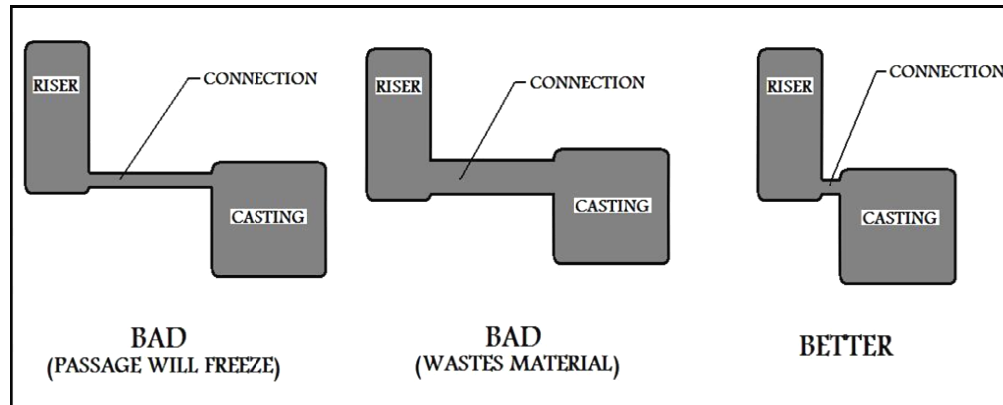 RISER
CONNECTION
CASTING
BAD
(PASSAGE WILL FREEZE)
RISER
CONNECTION
CASTING
BAD
(WASTES MATERIAL)
RISER
CONNECTION
CASTING
BETTER